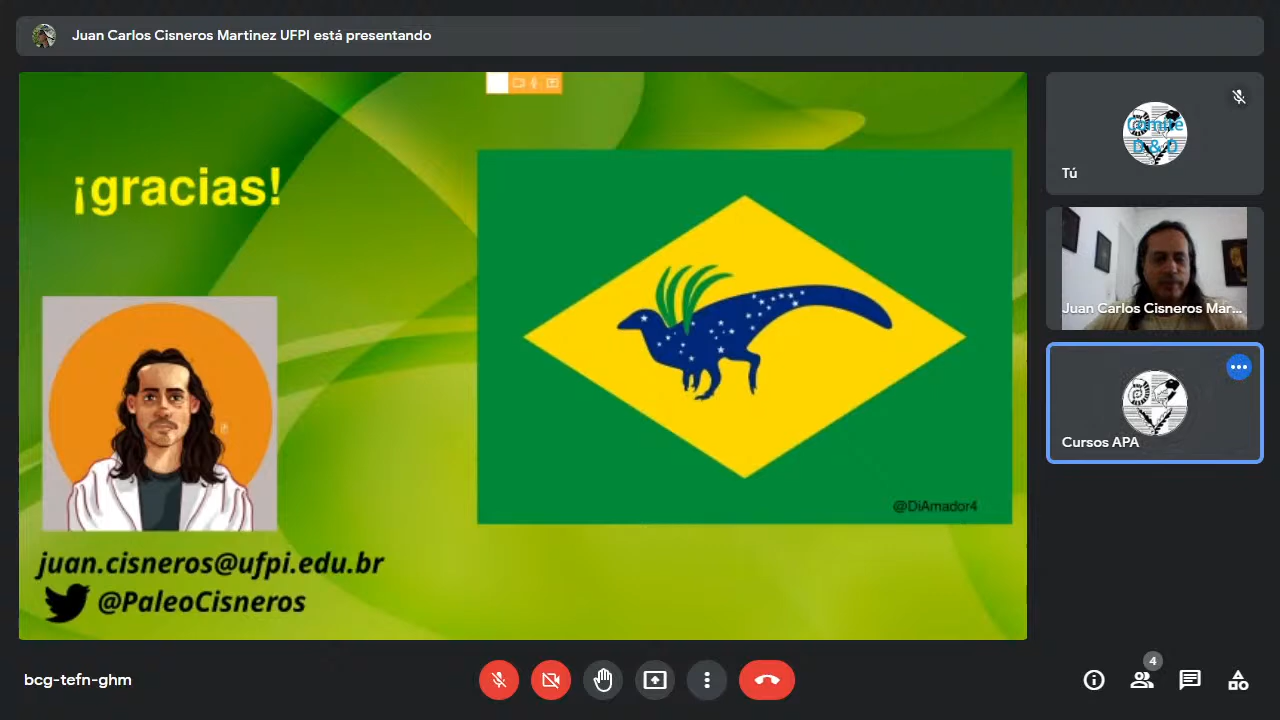 Juan Carlos Cisneros Martinez UFPI está presentando
¡gracias!
juan.cisneros@ufpi.edu.br
@PaleoCisneros
@DiAmador4
Comité
D & D
Tú
Juan Carlos Cisneros Mar...
Cursos APA
bcg-tefn-ghm
4